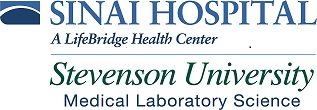 SINAI HOSPITAL
A LifeBridge Health Center
Stevenson University
Medical Laboratory Science